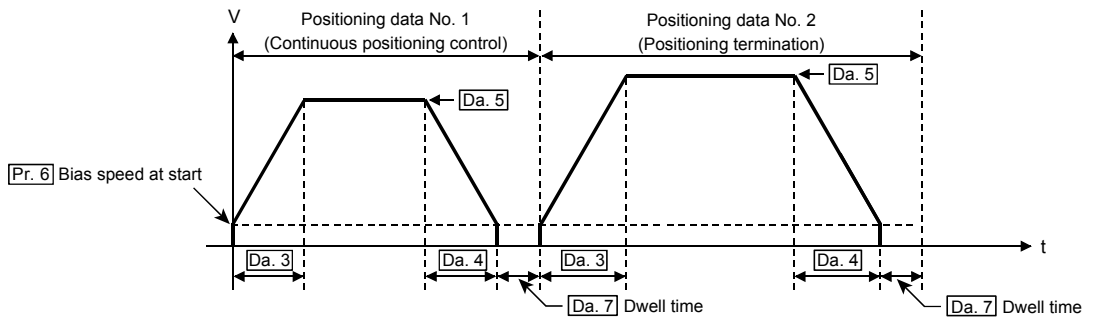 V
Positioning data No. 1
(Continuous positioning control)
Positioning data No. 2
(Positioning termination)
Da. 5
Da. 5
Pr. 6 Bias speed at start
t
Da. 3
Da. 4
Da. 3
Da. 4
Da. 7 Dwell time
Da. 7 Dwell time